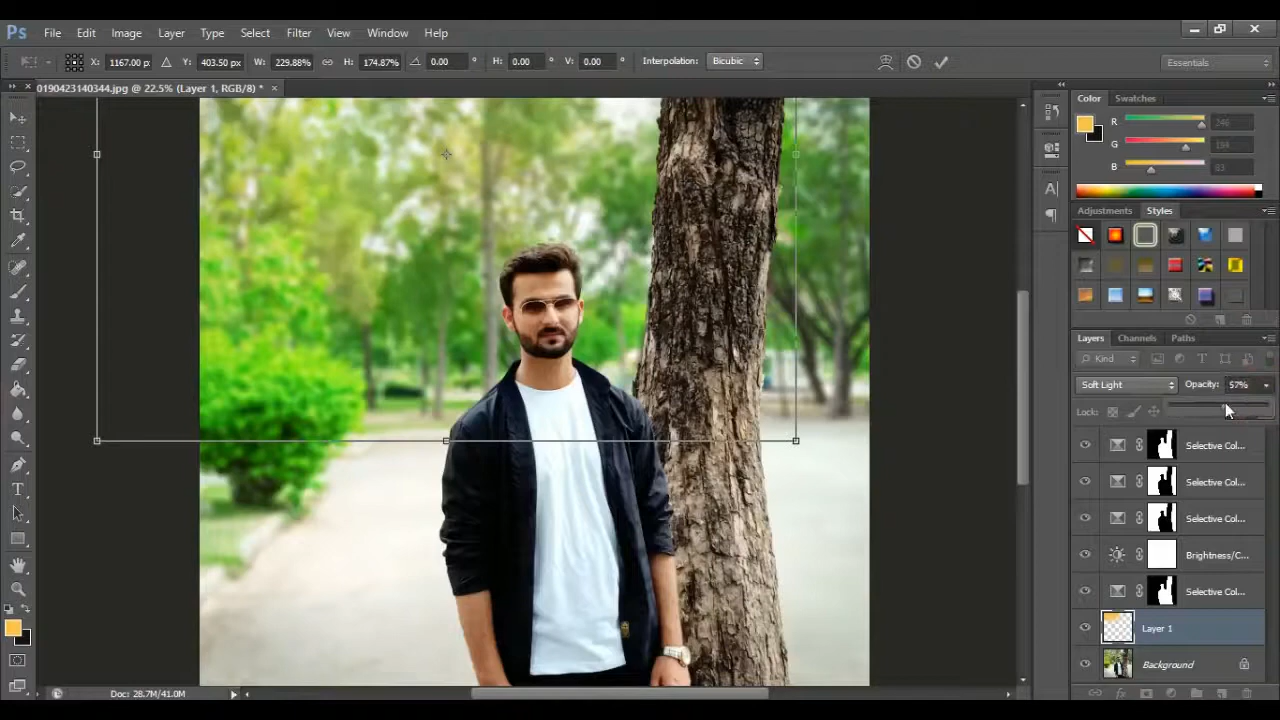 Ps File Edit Image Layer Type Select Filter View Window Help
X: 1167.00 p: Y: 403.50 px W: 229.88% H: 174.87% 0.00 ° H: 0.00 ° V: 0.00 ° Interpolation: Bicubic Essentials
0190423140344.jpg @ 22.5% (Layer 1, RGB/8) * ×
Color Swatches
R 246
G 194
B 83
Adjustments Styles
Layers Channels Paths
Kind
Soft Light Opacity: 57%
Lock:
Selective Col...
Selective Col...
Selective Col...
Brightness/C...
Selective Col...
Layer 1
Background
Doc: 28.7M/41.0M